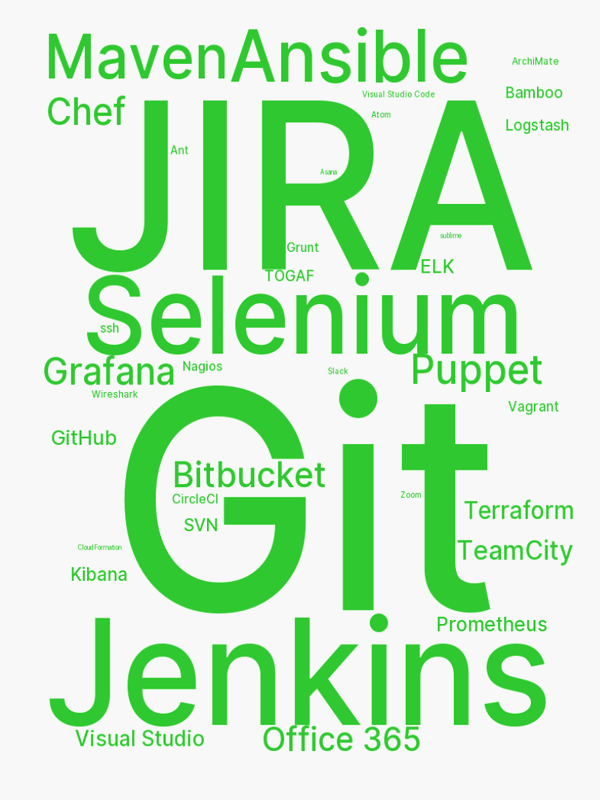 Maven
Ansible
ArchiMate
Visual Studio Code
Bamboo
Chef
Atom
Logstash
JIRA
Ant
Asana
sublime
Grunt
ELK
TOGAF
Selenium
ssh
Grafana
Nagios
Slack
Puppet
Wireshark
Vagrant
GitHub
Git
Bitbucket
CircleCI
Zoom
SVN
Terraform
CloudFormation
TeamCity
Kibana
Prometheus
Jenkins
Visual Studio
Office 365